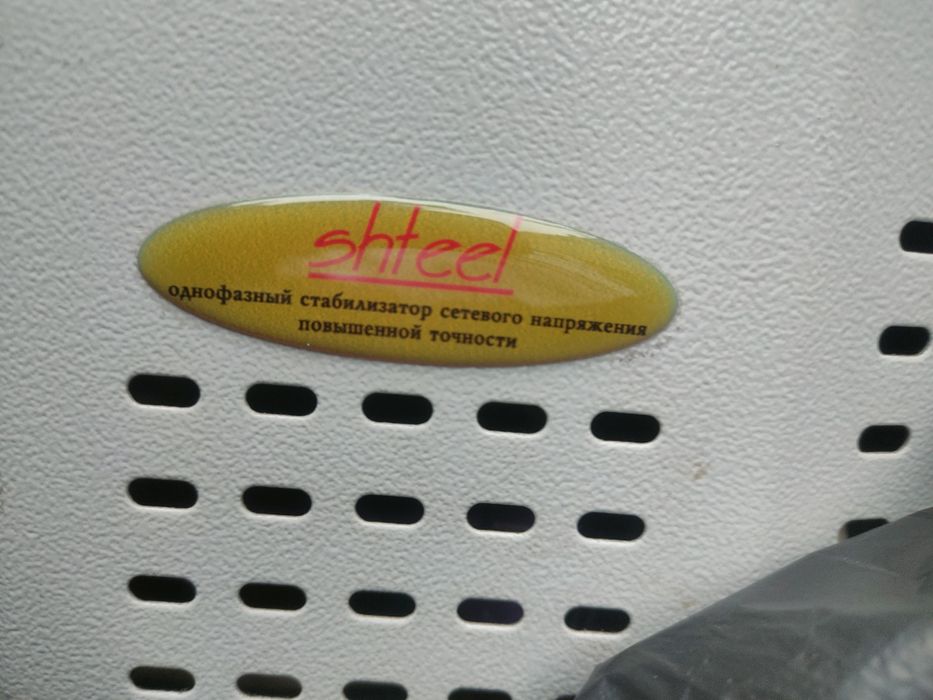 shteel
однофазный стабилизатор сетевого напряжения
повышенной точности